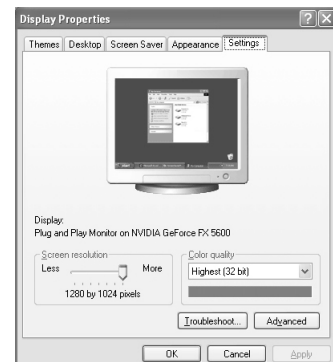 Display Properties
Themes Desktop Screen Saver Appearance Settings
Display:
Plug and Play Monitor on NVIDIA GeForce FX 5600
Screen resolution
Less More
1280 by 1024 pixels
Color quality
Highest (32 bit)
Troubleshoot... Advanced
OK Cancel Apply